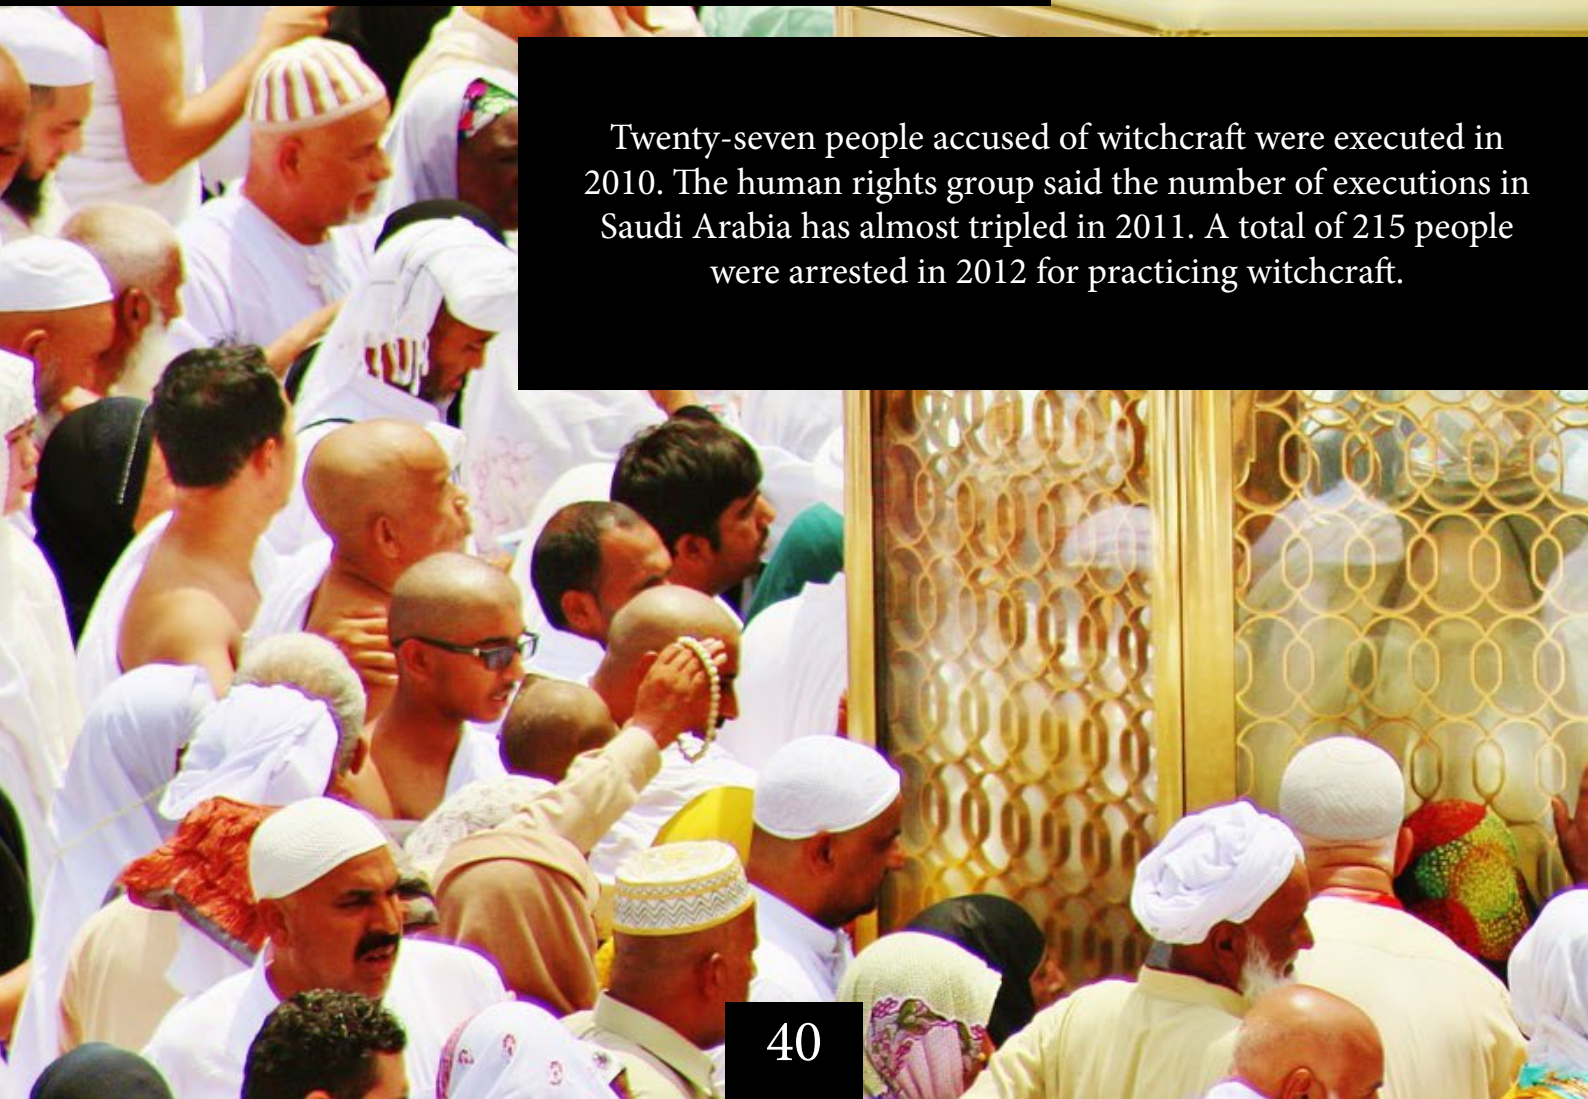 Twenty-seven people accused of witchcraft were executed in
2010. The human rights group said the number of executions in
Saudi Arabia has almost tripled in 2011. A total of 215 people
were arrested in 2012 for practicing witchcraft.
40